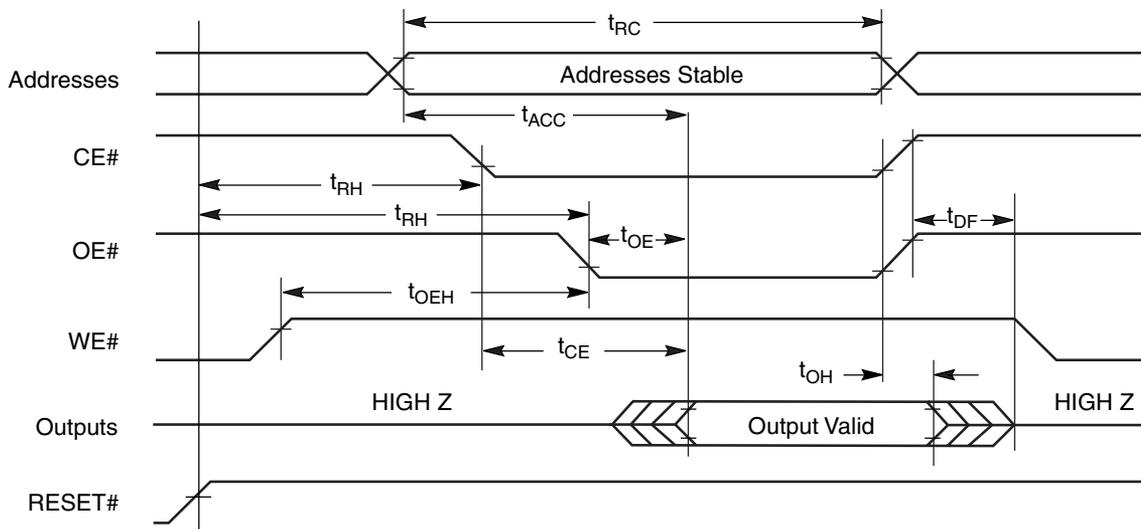 tRC
Addresses
Addresses Stable
tACC
CE#
tRH
tRH
OE#
tOE
tDF
tOEH
WE#
tCE
tOH
HIGH Z
HIGH Z
Outputs
Output Valid
RESET#